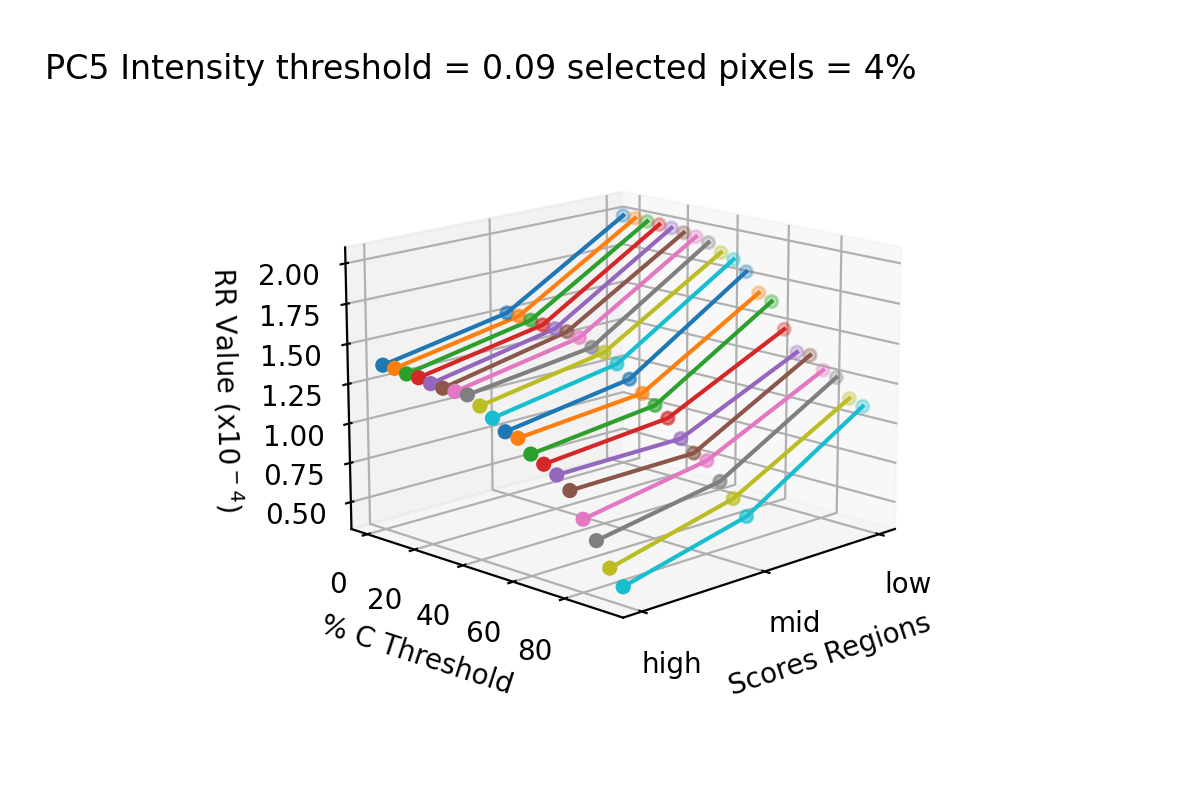 PC5 Intensity threshold = 0.09 selected pixels = 4%
RR Value (x10⁻⁴)
2.00
1.75
1.50
1.25
1.00
0.75
0.50
0
20
40
60
80
% C Threshold
high
mid
low
Scores Regions